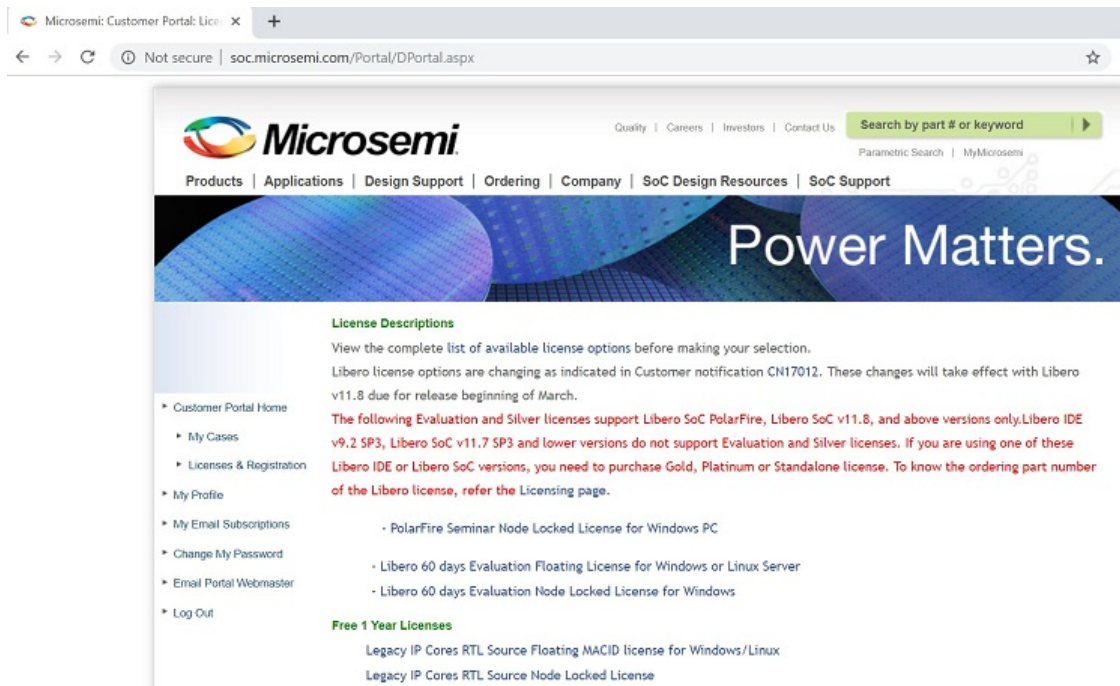 Microsemi: Customer Portal: Lice
Not secure | soc.microsemi.com/Portal/DPortal.aspx
Microsemi
Quality | Careers | Investors | Contact Us
Search by part # or keyword
Parametric Search | MyMicrosemi
Products | Applications | Design Support | Ordering | Company | SoC Design Resources | SoC Support
Power Matters.
Customer Portal Home
My Cases
Licenses & Registration
My Profile
My Email Subscriptions
Change My Password
Email Portal Webmaster
Log Out
License Descriptions
View the complete list of available license options before making your selection.
Libero license options are changing as indicated in Customer notification CN17012. These changes will take effect with Libero
v11.8 due for release beginning of March.
The following Evaluation and Silver licenses support Libero SoC PolarFire, Libero SoC v11.8, and above versions only.Libero IDE
v9.2 SP3, Libero SoC v11.7 SP3 and lower versions do not support Evaluation and Silver licenses. If you are using one of these
Libero IDE or Libero SoC versions, you need to purchase Gold, Platinum or Standalone license. To know the ordering part number
of the Libero license, refer the Licensing page.
- PolarFire Seminar Node Locked License for Windows PC
- Libero 60 days Evaluation Floating License for Windows or Linux Server
- Libero 60 days Evaluation Node Locked License for Windows
Free 1 Year Licenses
Legacy IP Cores RTL Source Floating MACID license for Windows/Linux
Legacy IP Cores RTL Source Node Locked License